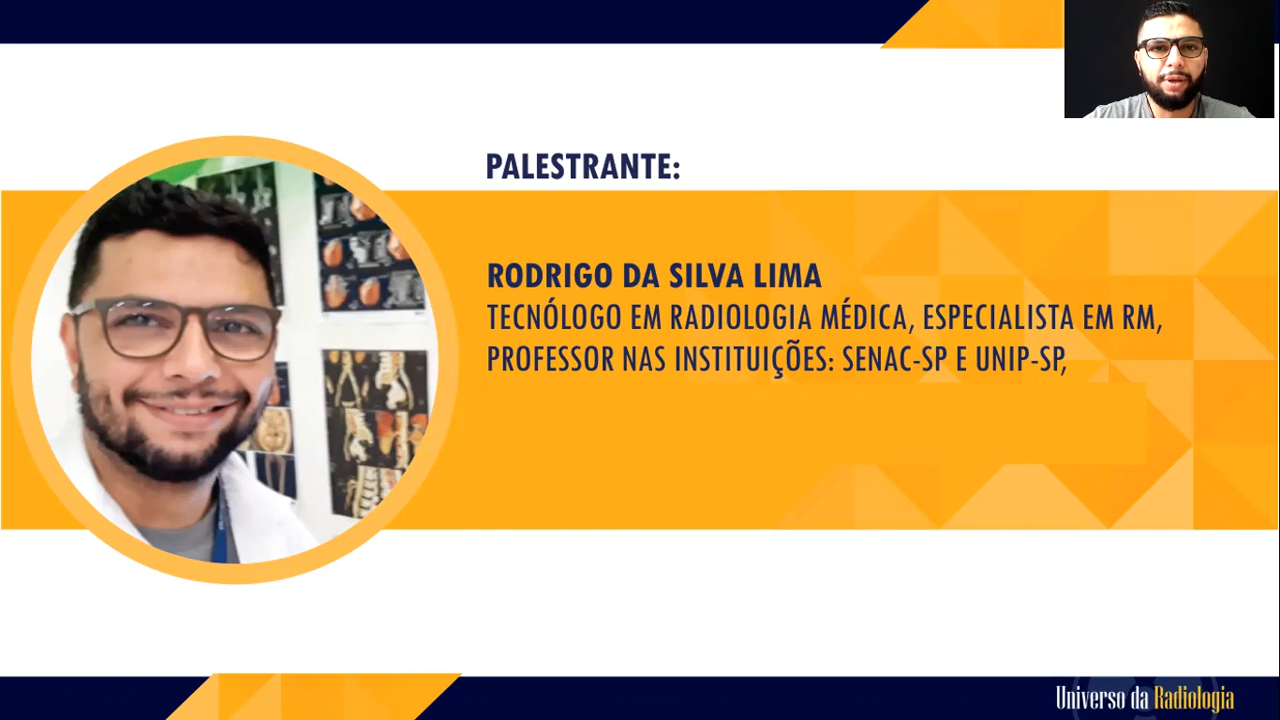 PALESTRANTE:
RODRIGO DA SILVA LIMA
TECNÓLOGO EM RADIOLOGIA MÉDICA, ESPECIALISTA EM RM,
PROFESSOR NAS INSTITUIÇÕES: SENAC-SP E UNIP-SP,
Universo da Radiologia